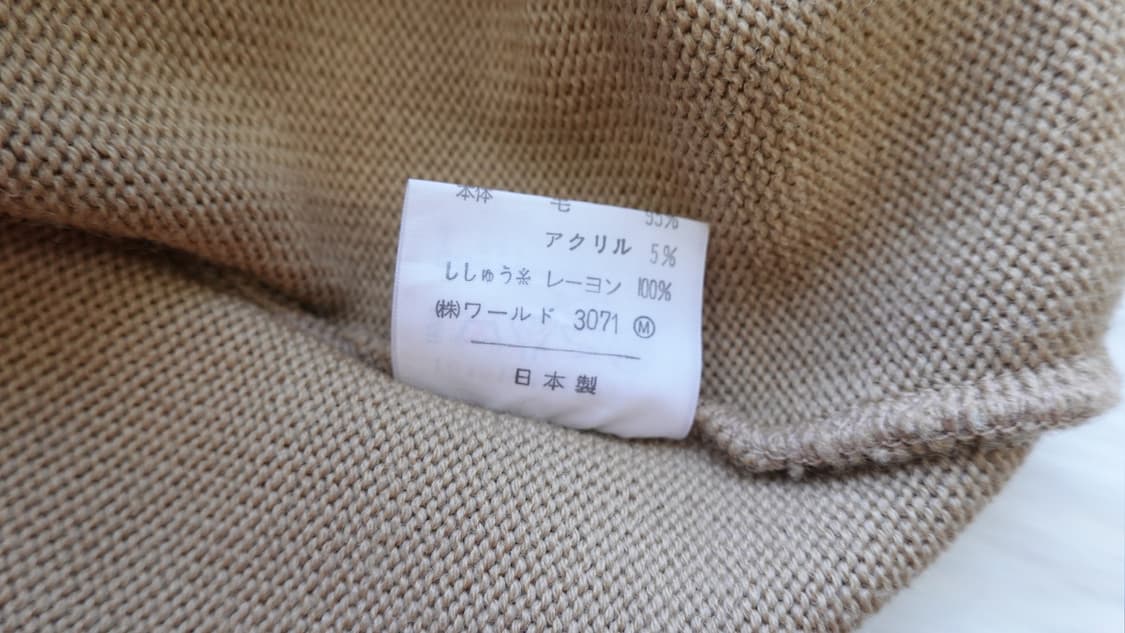 本体 毛 95%
アクリル 5%
ししゅう糸 レーヨン 100%
(株)ワールド 3071 Ⓜ
日本製